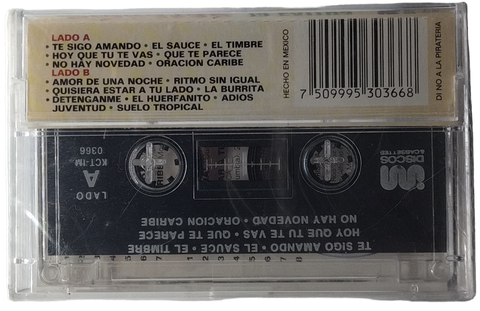 LADO A
• TE SIGO AMANDO • EL SAUCE • EL TIMBRE
• HOY QUE TU TE VAS • QUE TE PARECE
• NO HAY NOVEDAD • ORACION CARIBE
LADO B
• AMOR DE UNA NOCHE • RITMO SIN IGUAL
• QUISIERA ESTAR A TU LADO • LA BURRITA
• DETENGANME • EL HUERFANITO • ADIOS
JUVENTUD • SUELO TROPICAL
HECHO EN MEXICO
7 509995 303668
DI NO A LA PIRATERIA
TE SIGO AMANDO • EL SAUCE • EL TIMBRE
HOY QUE TU TE VAS • QUE TE PARECE
NO HAY NOVEDAD • ORACION CARIBE
LADO
A
KCT-1M
0366
DISCOS